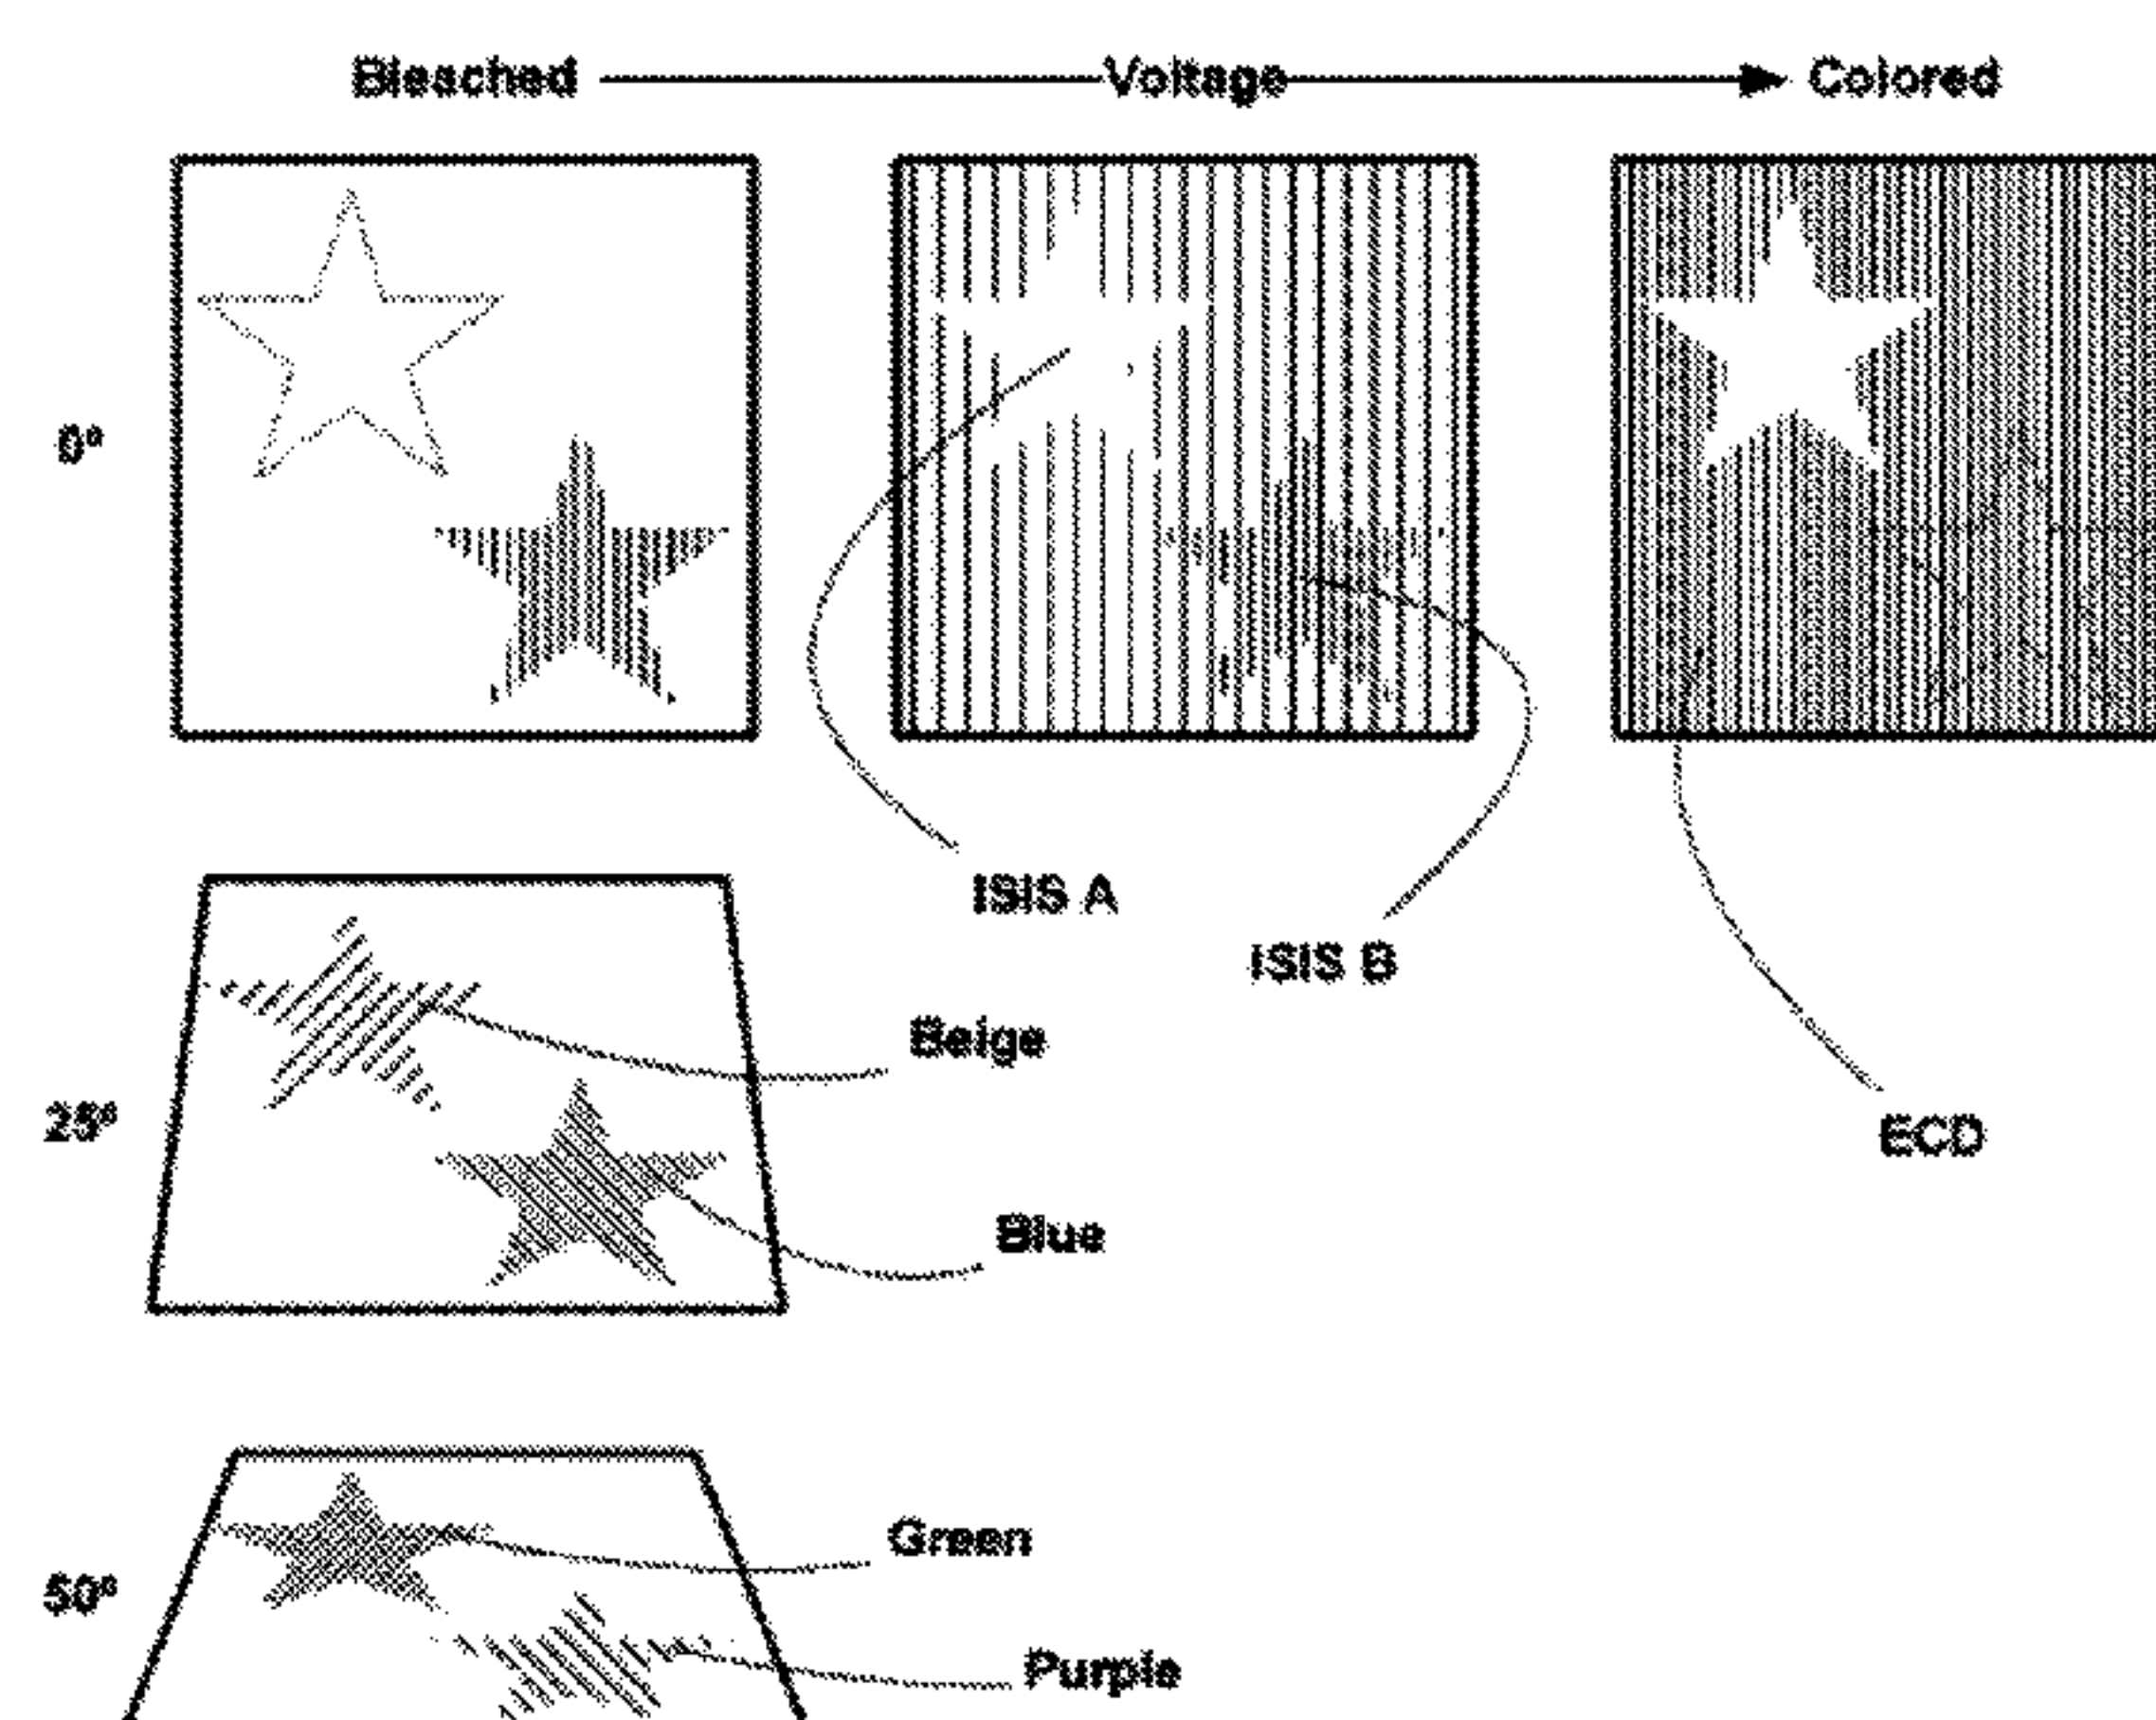 Bleached Voltage Colored
0°
ISIS A
ISIS B
Beige
25°
ECD
Blue
Green
50°
Purple